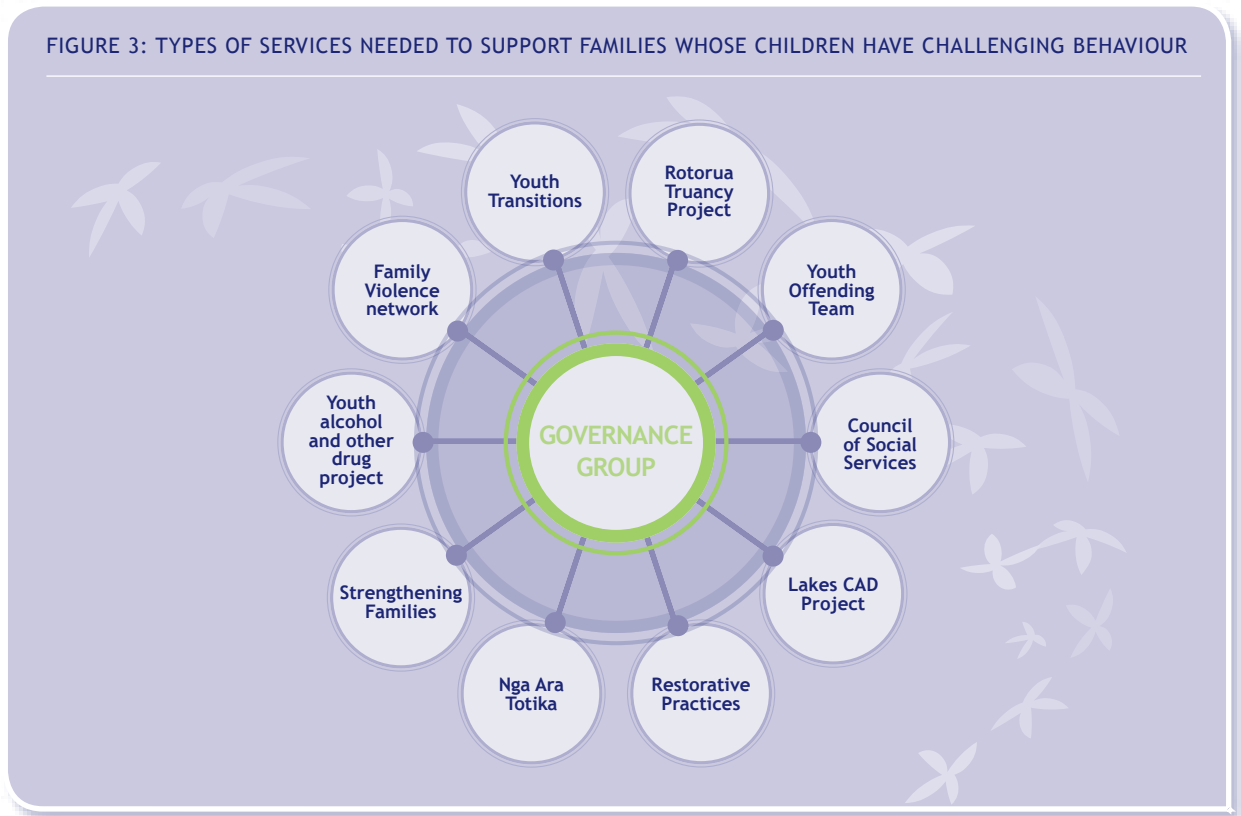 FIGURE 3: TYPES OF SERVICES NEEDED TO SUPPORT FAMILIES WHOSE CHILDREN HAVE CHALLENGING BEHAVIOUR
Youth
Transitions
Rotorua
Truancy
Project
Family
Violence
network
Youth
Offending
Team
Youth
alcohol
and other
drug
project
GOVERNANCE
GROUP
Council
of Social
Services
Strengthening
Families
Lakes CAD
Project
Nga Ara
Totika
Restorative
Practices